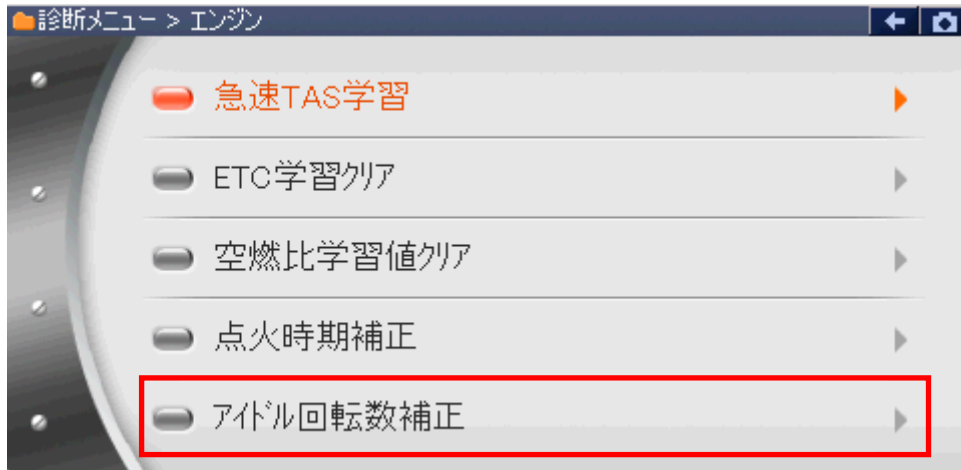 診断メニュー > エンジン
急速TAS学習
ETC学習ｸﾘｱ
空燃比学習値ｸﾘｱ
点火時期補正
ｱｲﾄﾞﾙ回転数補正